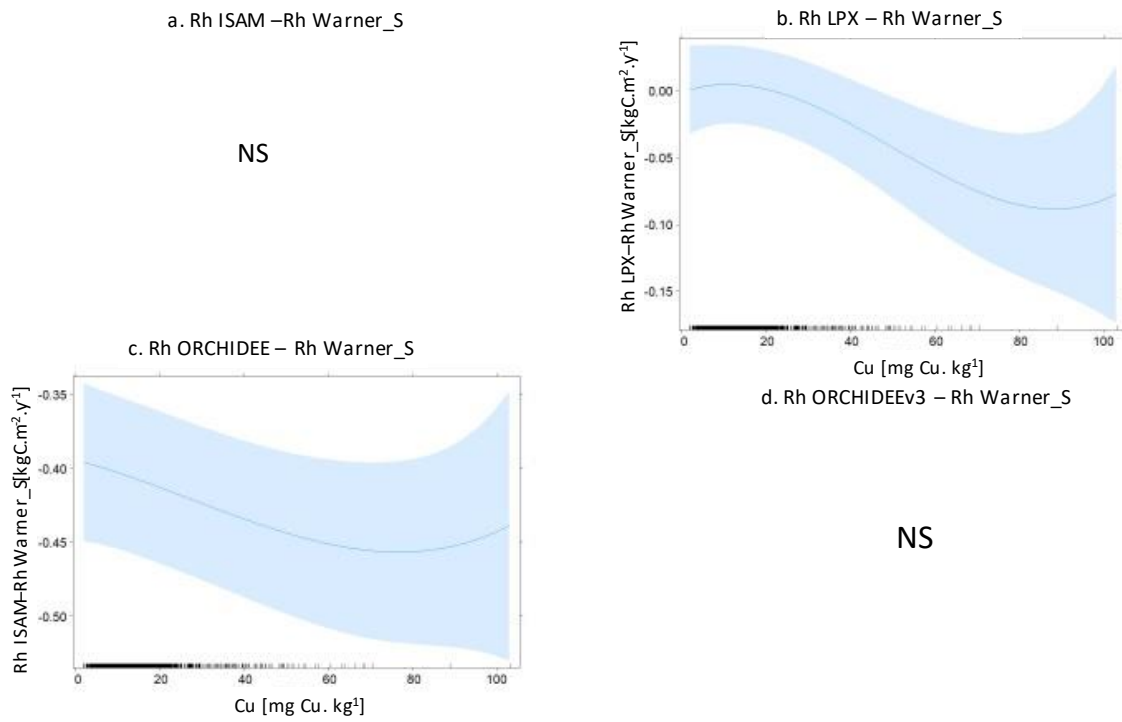 a. Rh ISAM –Rh Warner_S
NS
b. Rh LPX – Rh Warner_S
Rh LPX–Rh Warner_S[kgC.m-2.y-1]
0.00
-0.05
-0.10
-0.15
0 20 40 60 80 100
Cu [mg Cu. kg1]
c. Rh ORCHIDEE – Rh Warner_S
Rh ISAM–Rh Warner_S[kgC.m-2.y-1]
-0.35
-0.40
-0.45
-0.50
0 20 40 60 80 100
Cu [mg Cu. kg1]
d. Rh ORCHIDEEv3 – Rh Warner_S
NS